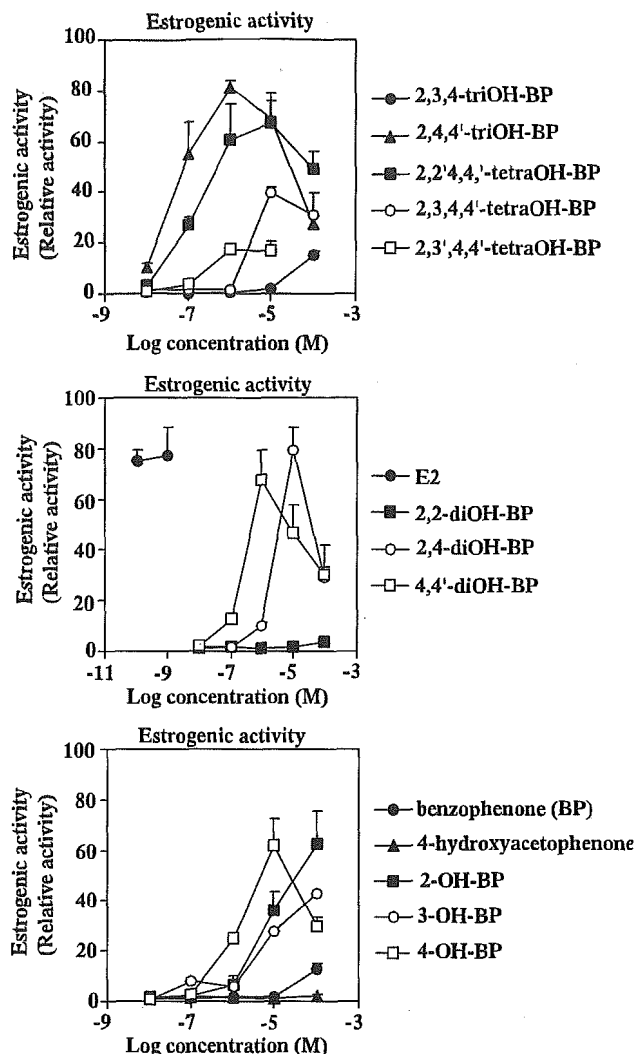 Estrogenic activity
100
80
60
40
20
0
Estrogenic activity
(Relative activity)
-9
-7
-5
-3
Log concentration (M)
2,3,4-triOH-BP
2,4,4'-triOH-BP
2,2'4,4,'-tetraOH-BP
2,3,4,4'-tetraOH-BP
2,3',4,4'-tetraOH-BP
Estrogenic activity
100
80
60
40
20
0
Estrogenic activity
(Relative activity)
-11
-9
-7
-5
-3
Log concentration (M)
E2
2,2-diOH-BP
2,4-diOH-BP
4,4'-diOH-BP
Estrogenic activity
100
80
60
40
20
0
Estrogenic activity
(Relative activity)
-9
-7
-5
-3
Log concentration (M)
benzophenone (BP)
4-hydroxyacetophenone
2-OH-BP
3-OH-BP
4-OH-BP